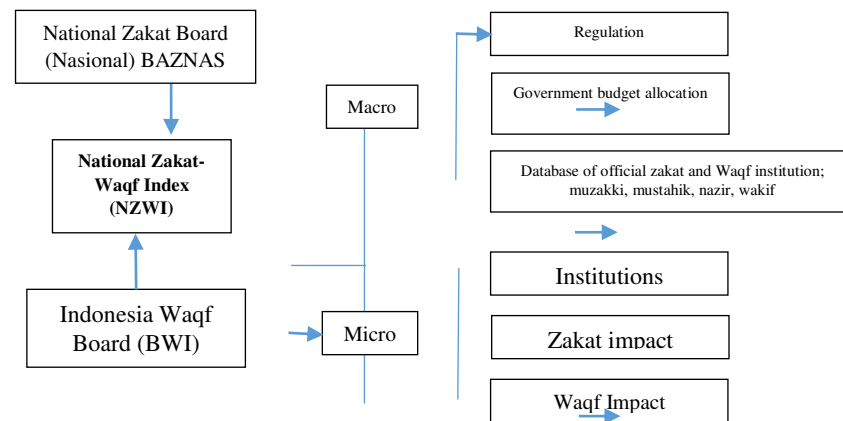 National Zakat Board
(Nasional) BAZNAS
National Zakat-
Waqf Index
(NZWI)
Indonesia Waqf
Board (BWI)
Macro
Micro
Regulation
Government budget allocation
Database of official zakat and Waqf institution;
muzakki, mustahik, nazir, wakif
Institutions
Zakat impact
Waqf Impact